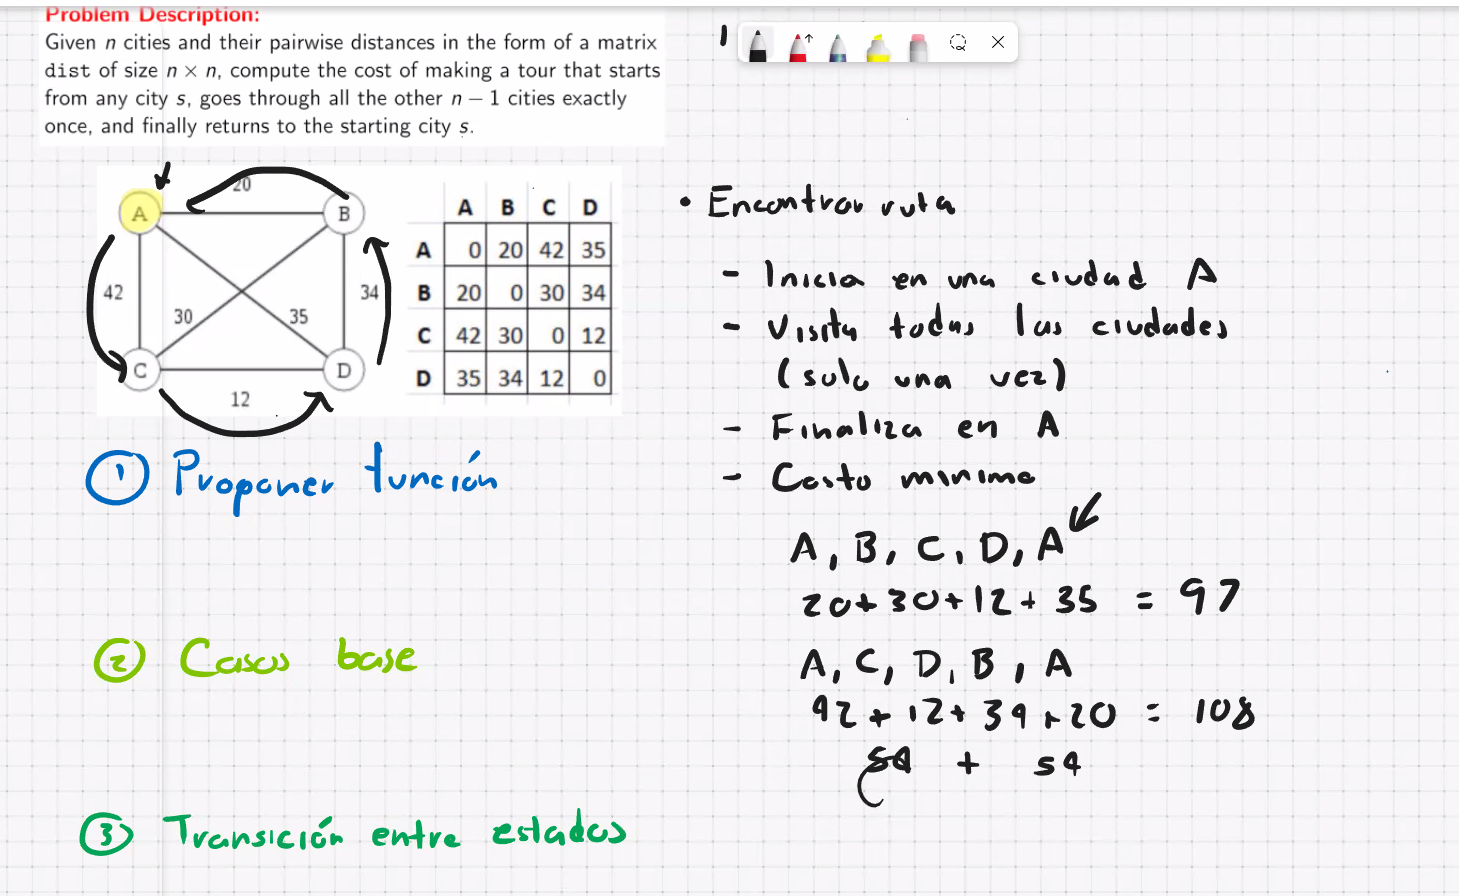 Problem Description:
Given n cities and their pairwise distances in the form of a matrix
dist of size n × n, compute the cost of making a tour that starts
from any city s, goes through all the other n − 1 cities exactly
once, and finally returns to the starting city s.
20
A B
42 34
30 35
C D
12
A B C D
A 0 20 42 35
B 20 0 30 34
C 42 30 0 12
D 35 34 12 0
• Encontrar ruta
- Inicia en una ciudad A
- Visita todas las ciudades
(solo una vez)
- Finaliza en A
- Costo minimo
A, B, C, D, A
20+30+12+35 = 97
A, C, D, B, A
42+12+34+20 = 108
54 + 54
① Proponer función
② Casos base
③ Transición entre estados